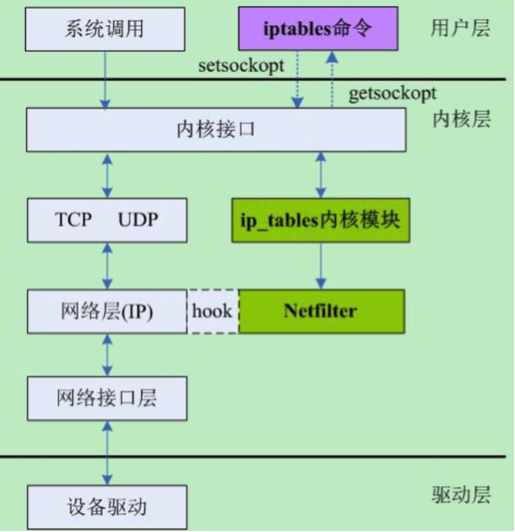 系统调用
iptables命令
用户层
setsockopt
getsockopt
内核层
内核接口
TCP UDP
ip_tables内核模块
网络层(IP)
hook
Netfilter
网络接口层
设备驱动
驱动层